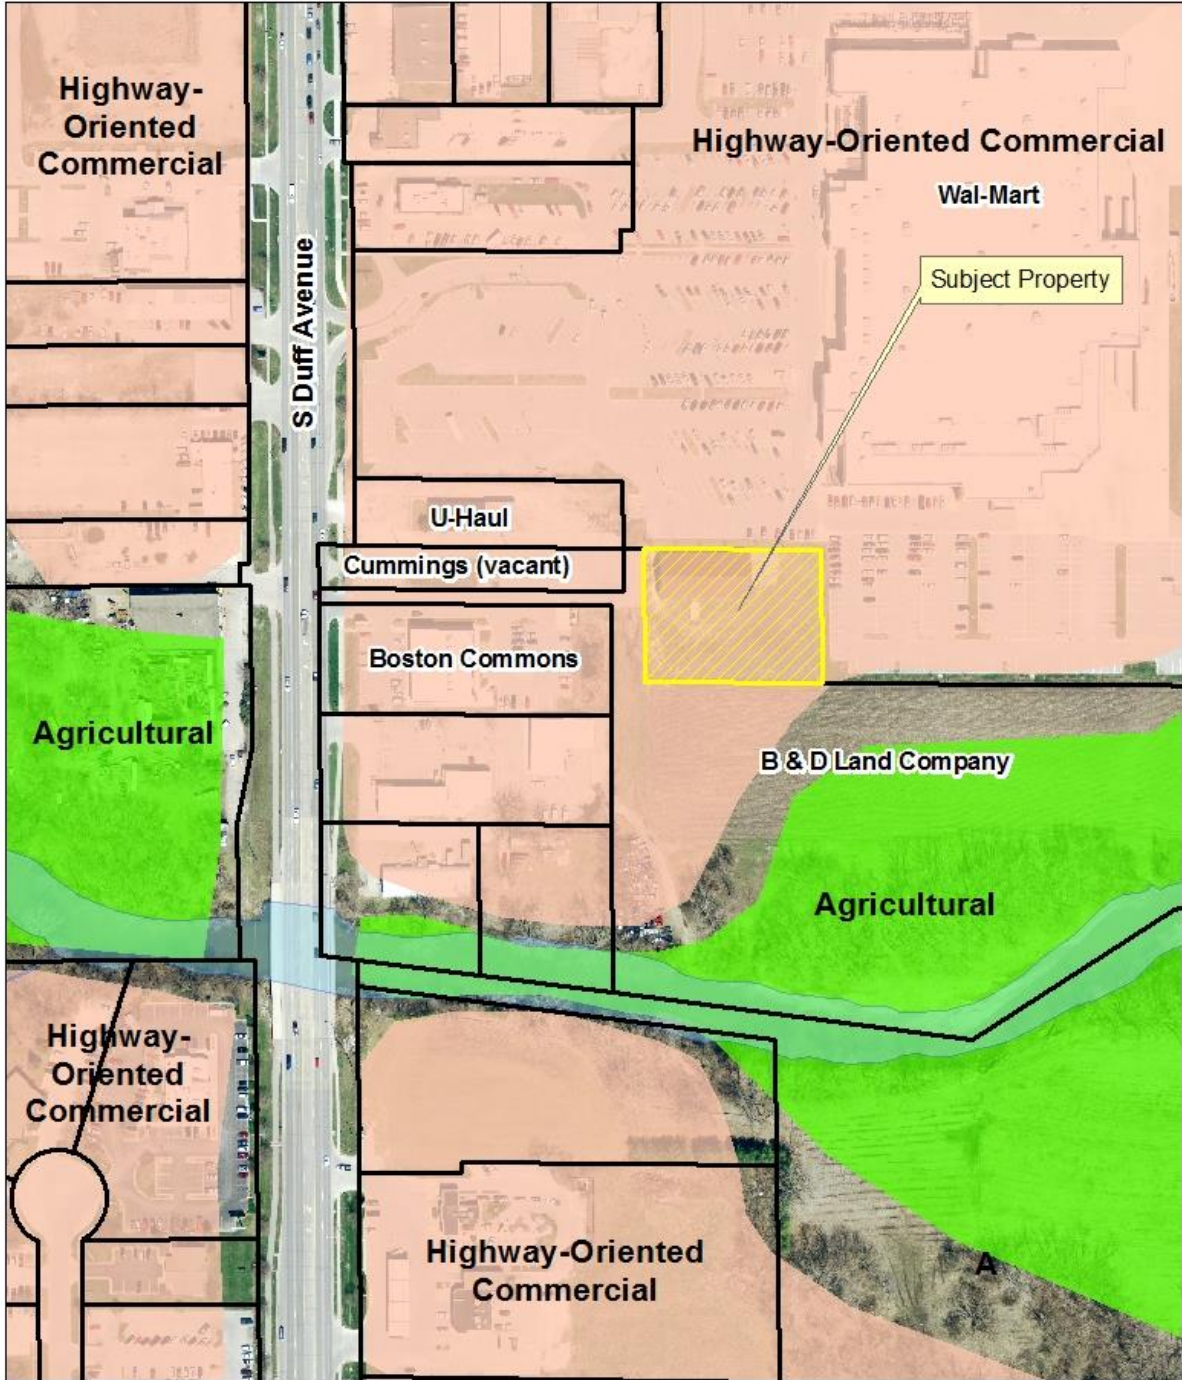 Highway-
Oriented
Commercial
Highway-Oriented Commercial
Wal-Mart
Subject Property
S Duff Avenue
U-Haul
Cummings (vacant)
Boston Commons
Agricultural
B & D Land Company
Agricultural
Highway-
Oriented
Commercial
Highway-Oriented
Commercial
A